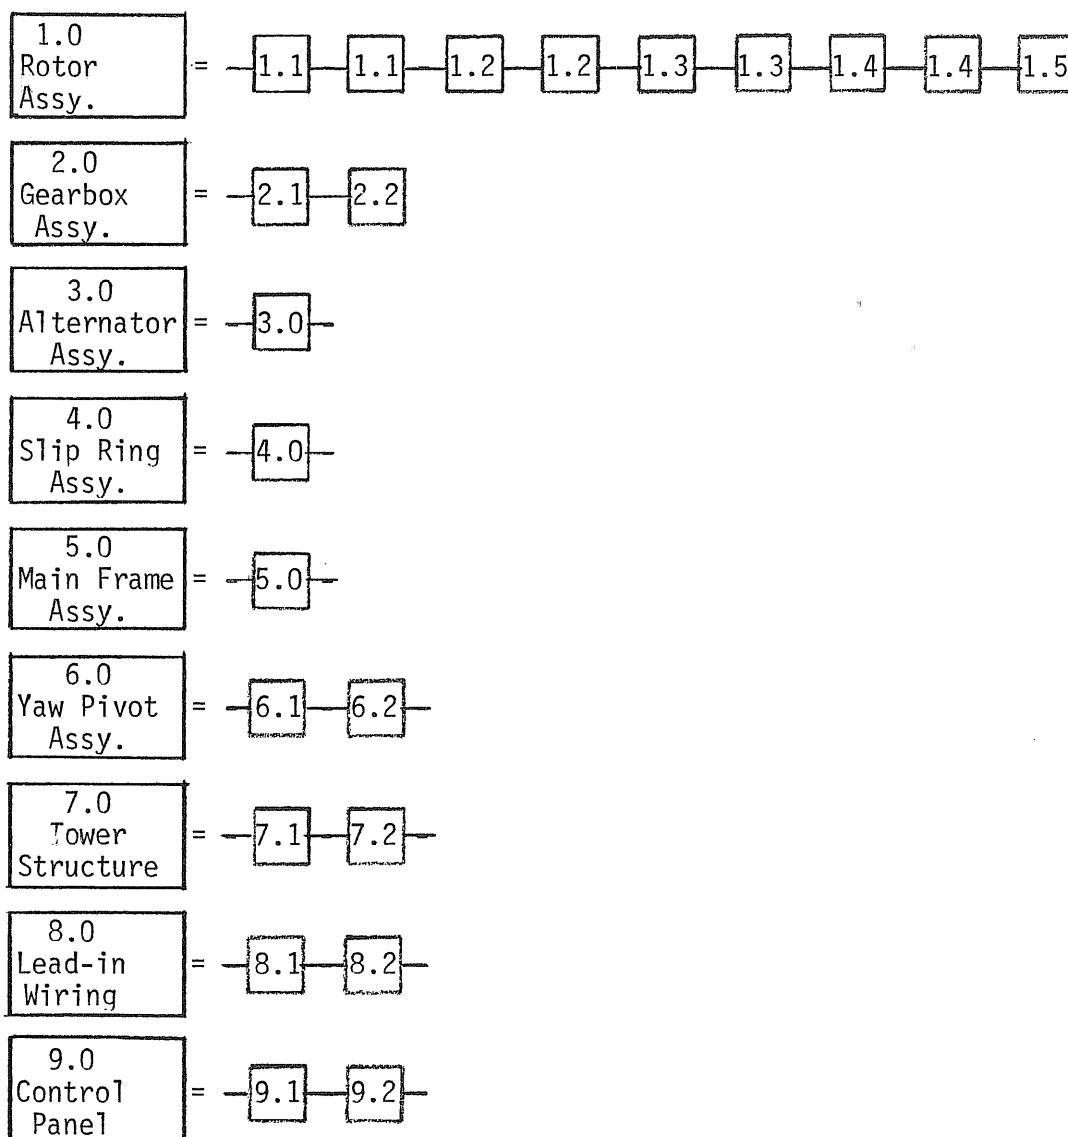 1.0
Rotor
Assy.
= 1.1 1.1 1.2 1.2 1.3 1.3 1.4 1.4 1.5
2.0
Gearbox
Assy.
= 2.1 2.2
3.0
Alternator
Assy.
= 3.0
4.0
Slip Ring
Assy.
= 4.0
5.0
Main Frame
Assy.
= 5.0
6.0
Yaw Pivot
Assy.
= 6.1 6.2
7.0
Tower
Structure
= 7.1 7.2
8.0
Lead-in
Wiring
= 8.1 8.2
9.0
Control
Panel
= 9.1 9.2